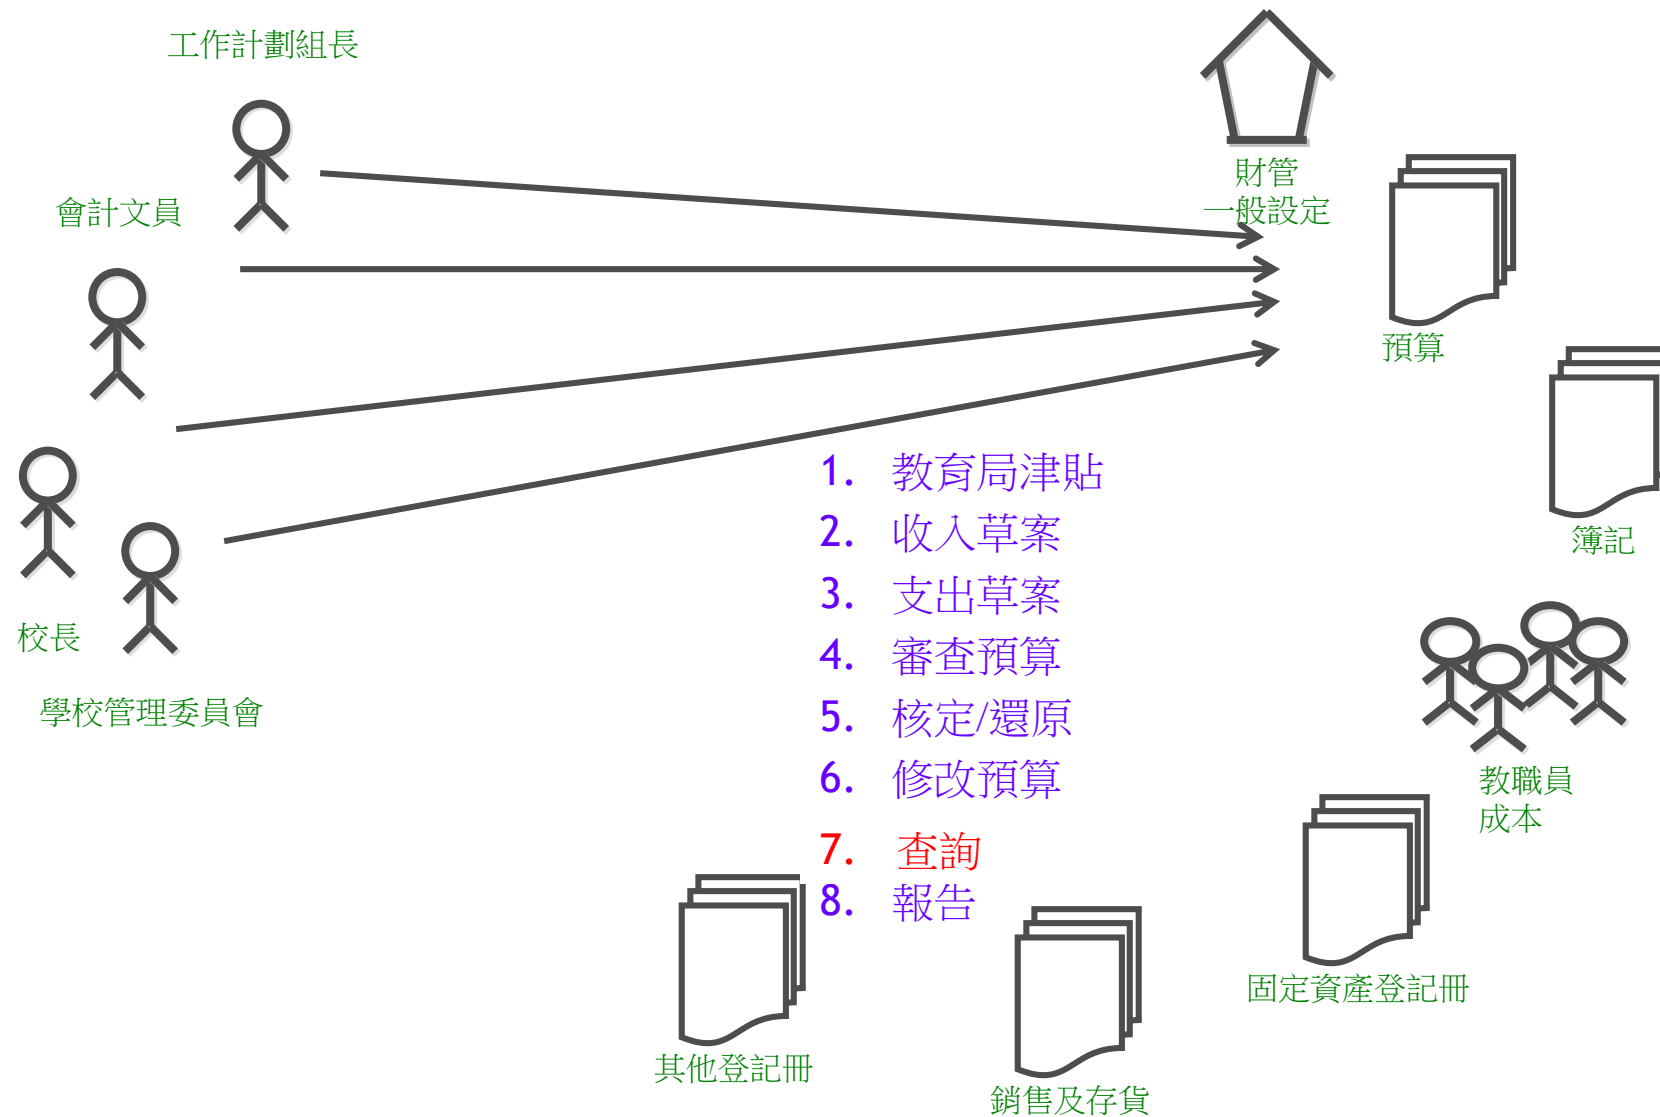 工作計劃組長
會計文員
財管
一般設定
預算
簿記
1. 教育局津貼
2. 收入草案
3. 支出草案
4. 審查預算
5. 核定/還原
6. 修改預算
7. 查詢
8. 報告
校長
學校管理委員會
教職員
成本
固定資產登記冊
其他登記冊
銷售及存貨